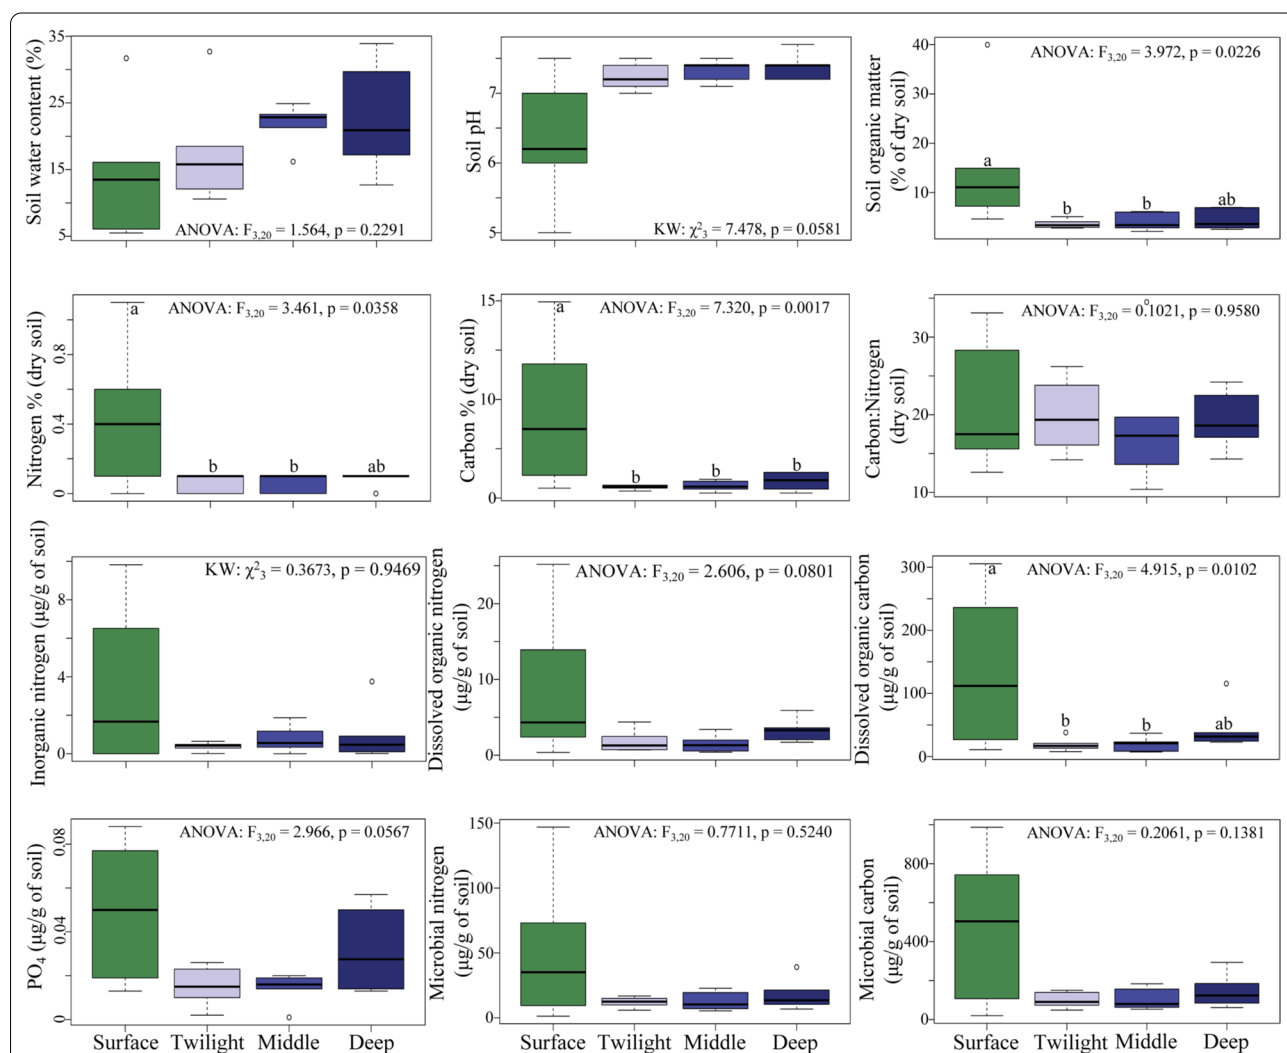 Soil water content (%)
35
25
15
5
ANOVA: F3,20 = 1.564, p = 0.2291
Soil pH
7
6
5
KW: χ²3 = 7.478, p = 0.0581
Soil organic matter
(% of dry soil)
40
30
20
10
ANOVA: F3,20 = 3.972, p = 0.0226
a
b
b
ab
Nitrogen % (dry soil)
0.8
0.4
0
ANOVA: F3,20 = 3.461, p = 0.0358
a
b
b
ab
Carbon % (dry soil)
15
10
5
0
ANOVA: F3,20 = 7.320, p = 0.0017
a
b
b
b
Carbon:Nitrogen
(dry soil)
30
20
10
ANOVA: F3,20 = 0.1021, p = 0.9580
Inorganic nitrogen (µg/g of soil)
8
4
0
KW: χ²3 = 0.3673, p = 0.9469
Dissolved organic nitrogen
(µg/g of soil)
20
10
0
ANOVA: F3,20 = 2.606, p = 0.0801
Dissolved organic carbon
(µg/g of soil)
300
200
100
0
ANOVA: F3,20 = 4.915, p = 0.0102
a
b
b
ab
PO4 (µg/g of soil)
0.08
0.04
0
ANOVA: F3,20 = 2.966, p = 0.0567
Surface Twilight Middle Deep
Microbial nitrogen
(µg/g of soil)
150
100
50
0
ANOVA: F3,20 = 0.7711, p = 0.5240
Surface Twilight Middle Deep
Microbial carbon
(µg/g of soil)
800
400
0
ANOVA: F3,20 = 0.2061, p = 0.1381
Surface Twilight Middle Deep